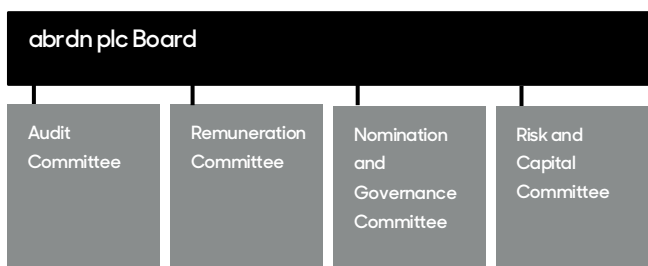 abrdn plc Board
Audit
Committee
Remuneration
Committee
Nomination
and
Governance
Committee
Risk and
Capital
Committee